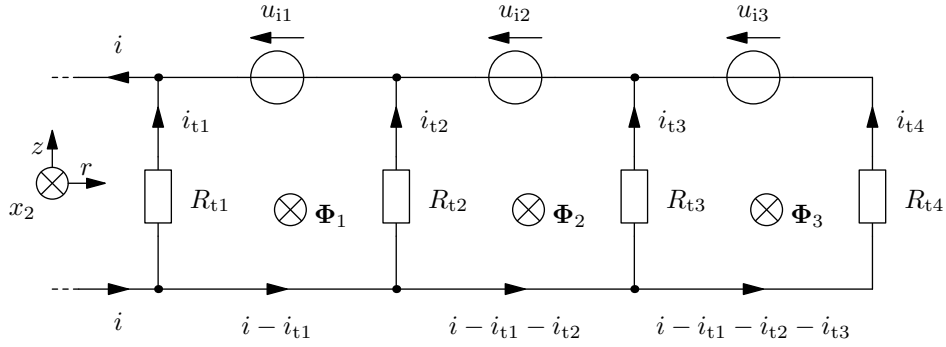 u_i1 u_i2 u_i3
i
i_t1 i_t2 i_t3 i_t4
z
r
x_2
R_t1 Φ_1 R_t2 Φ_2 R_t3 Φ_3 R_t4
i i − i_t1 i − i_t1 − i_t2 i − i_t1 − i_t2 − i_t3